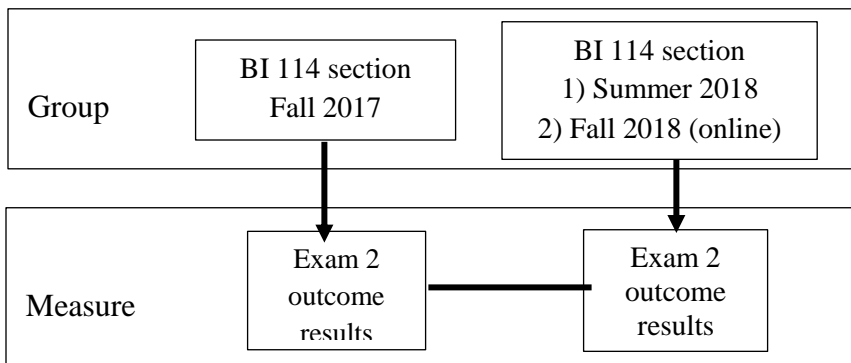 Group
BI 114 section
Fall 2017
BI 114 section
1) Summer 2018
2) Fall 2018 (online)
Measure
Exam 2
outcome
results
Exam 2
outcome
results